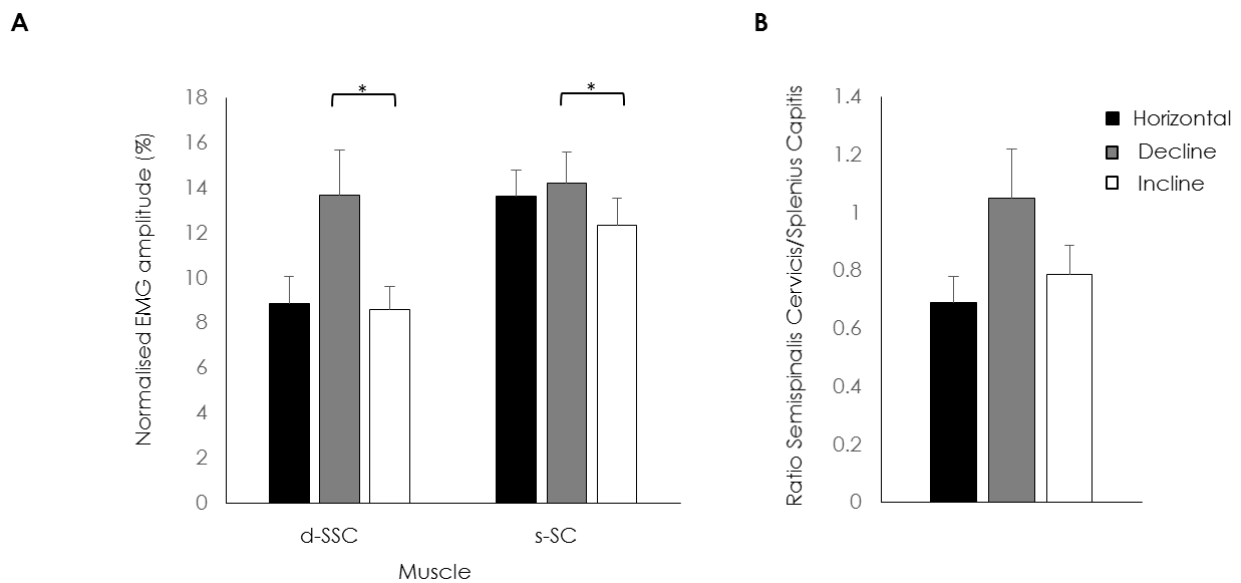 A
Normalised EMG amplitude (%)
18
16
14
12
10
8
6
4
2
0
*
*
d-SSC
s-SC
Muscle
B
Ratio Semispinalis Cervicis/Splenius Capitis
1.4
1.2
1
0.8
0.6
0.4
0.2
0
Horizontal
Decline
Incline